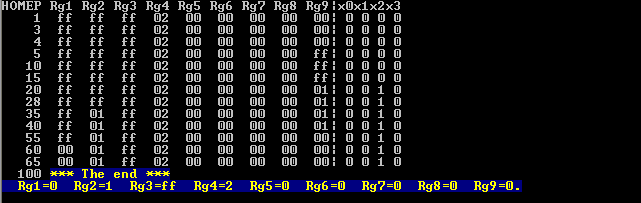 НОМЕР Rg1 Rg2 Rg3 Rg4 Rg5 Rg6 Rg7 Rg8 Rg9¦x0x1x2x3
1 ff ff ff 02 00 00 00 00 00¦ 0 0 0 0
3 ff ff ff 02 00 00 00 00 00¦ 0 0 0 0
4 ff ff ff 02 00 00 00 00 00¦ 0 0 0 0
5 ff ff ff 02 00 00 00 00 ff¦ 0 0 0 0
10 ff ff ff 02 00 00 00 00 ff¦ 0 0 0 0
15 ff ff ff 02 00 00 00 00 ff¦ 0 0 0 0
20 ff ff ff 02 00 00 00 00 00¦ 0 0 1 0
28 ff ff ff 02 00 00 00 00 00¦ 0 0 1 0
35 ff 01 ff 02 00 00 00 00 00¦ 0 0 1 0
40 ff 01 ff 02 00 00 00 00 00¦ 0 0 1 0
55 ff 01 ff 02 00 00 00 00 00¦ 0 0 1 0
60 00 01 ff 02 00 00 00 00 00¦ 0 0 1 0
65 00 01 ff 02 00 00 00 00 00¦ 0 0 1 0
100 *** The end ***
Rg1=0 Rg2=1 Rg3=ff Rg4=2 Rg5=0 Rg6=0 Rg7=0 Rg8=0 Rg9=0.